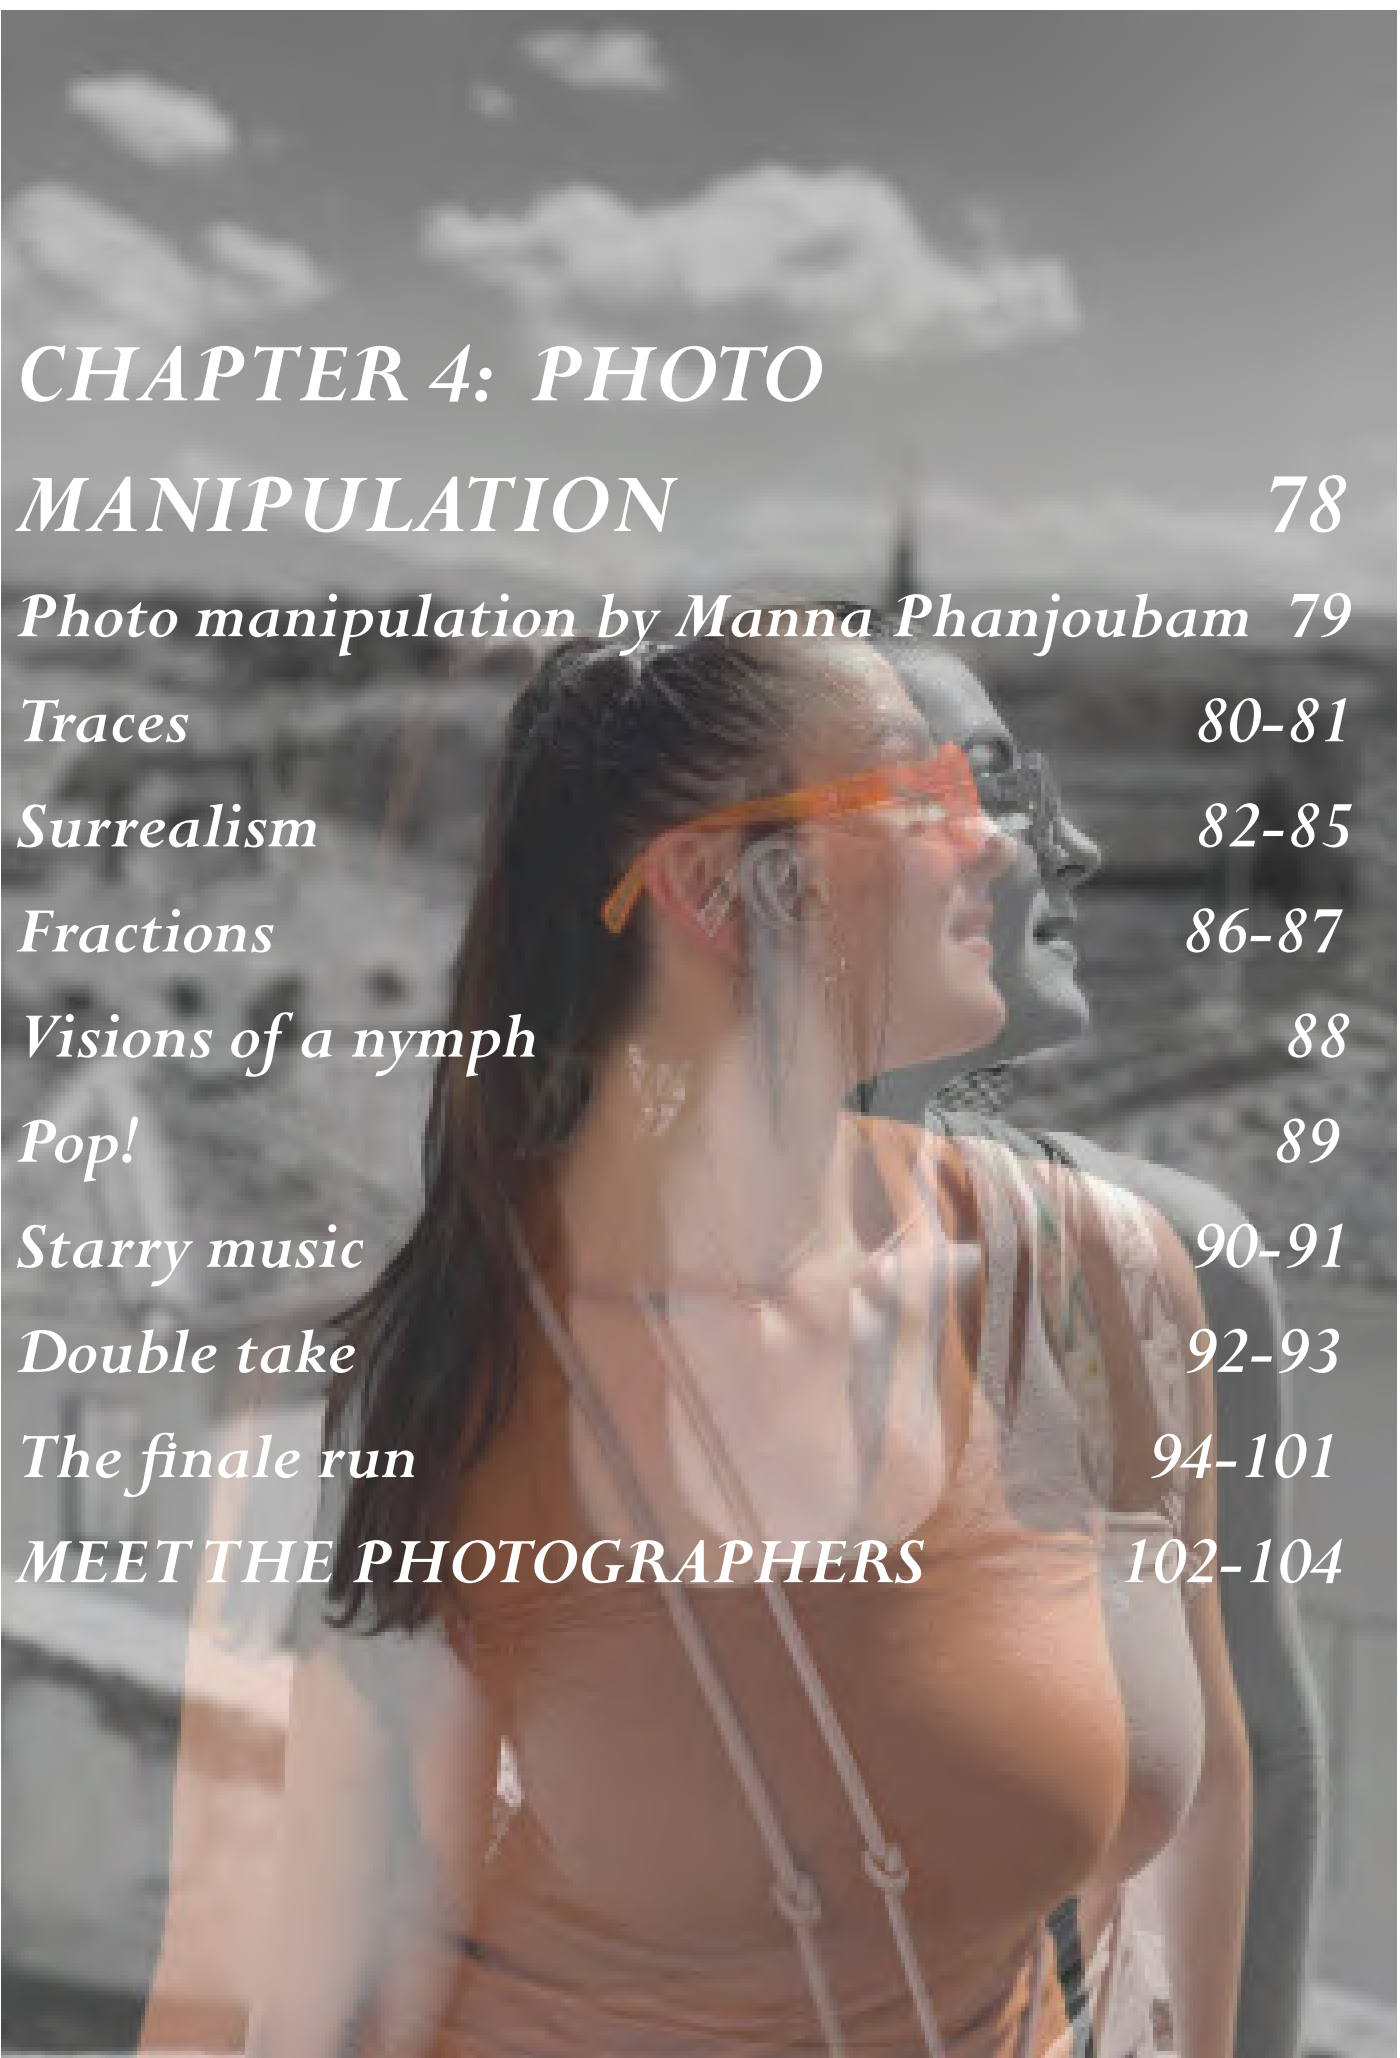 CHAPTER 4: PHOTO
MANIPULATION 78
Photo manipulation by Manna Phanjoubam 79
Traces 80-81
Surrealism 82-85
Fractions 86-87
Visions of a nymph 88
Pop! 89
Starry music 90-91
Double take 92-93
The finale run 94-101
MEET THE PHOTOGRAPHERS 102-104